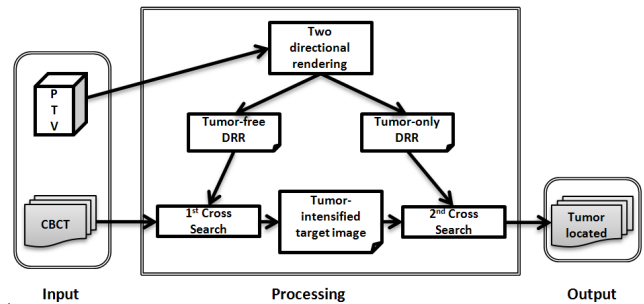 Two
directional
rendering
P
T
V
Tumor-free
DRR
Tumor-only
DRR
CBCT
1st Cross
Search
Tumor-
intensified
target image
2nd Cross
Search
Tumor
located
Input
Processing
Output